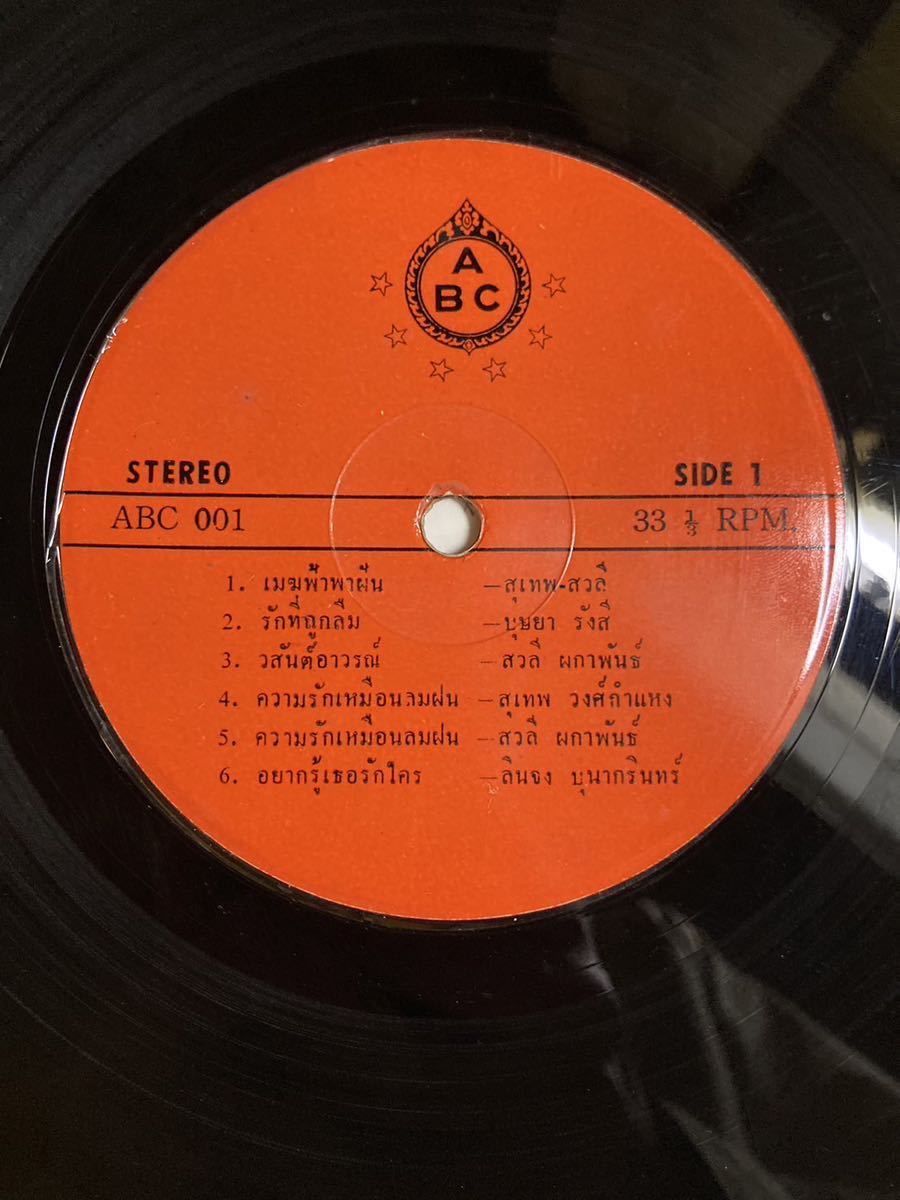 A
BC
STEREO SIDE 1
ABC 001 33 ⅓ RPM.
1. เมฆฟ้าพาฝัน – สุเทพ-สวลี
2. รักที่ถูกลืม – บุษยา รังสี
3. วสันต์อาวรณ์ – สวลี ผกาพันธ์
4. ความรักเหมือนลมฝน – สุเทพ วงศ์กำแหง
5. ความรักเหมือนลมฝน – สวลี ผกาพันธ์
6. อยากรู้เธอรักใคร – ลินจง บุนากรินทร์